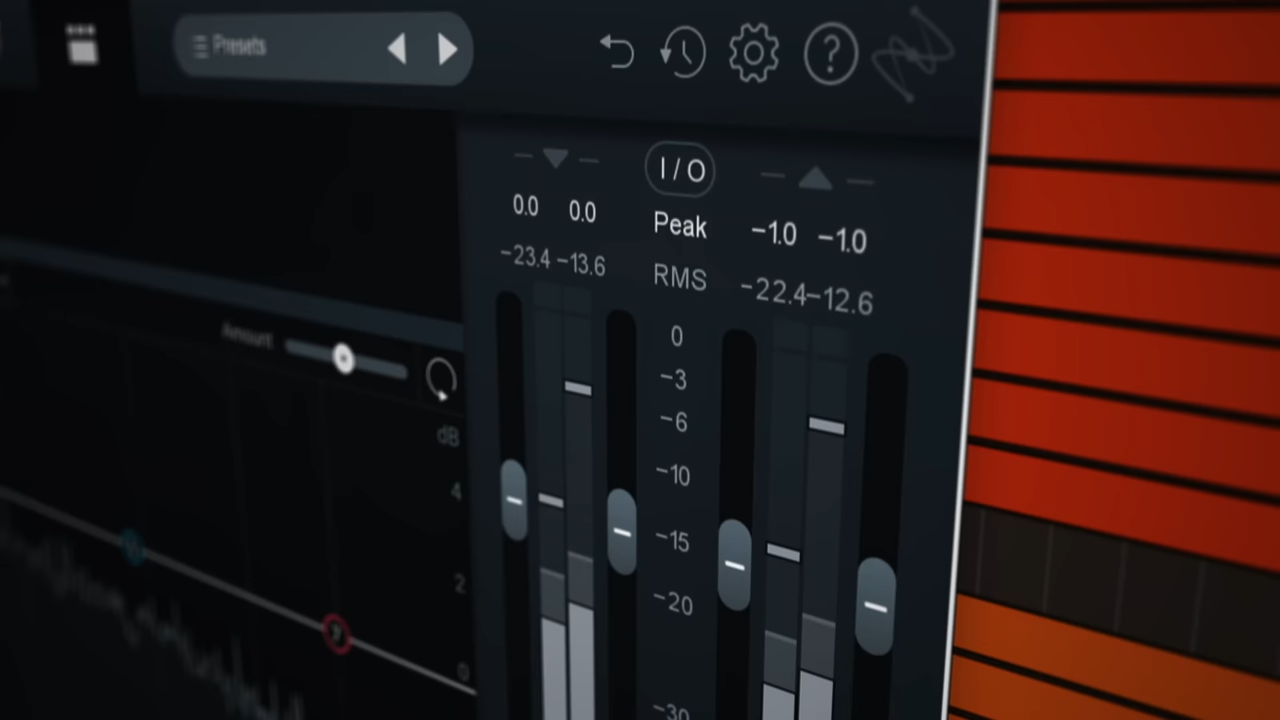 Presets
?
I / O
0.0 0.0 Peak −1.0 −1.0
−23.4 −13.6 RMS −22.4 −12.6
0
−3
Amount
−6
dB
−10
4
−15
2
−20
7
0
−30